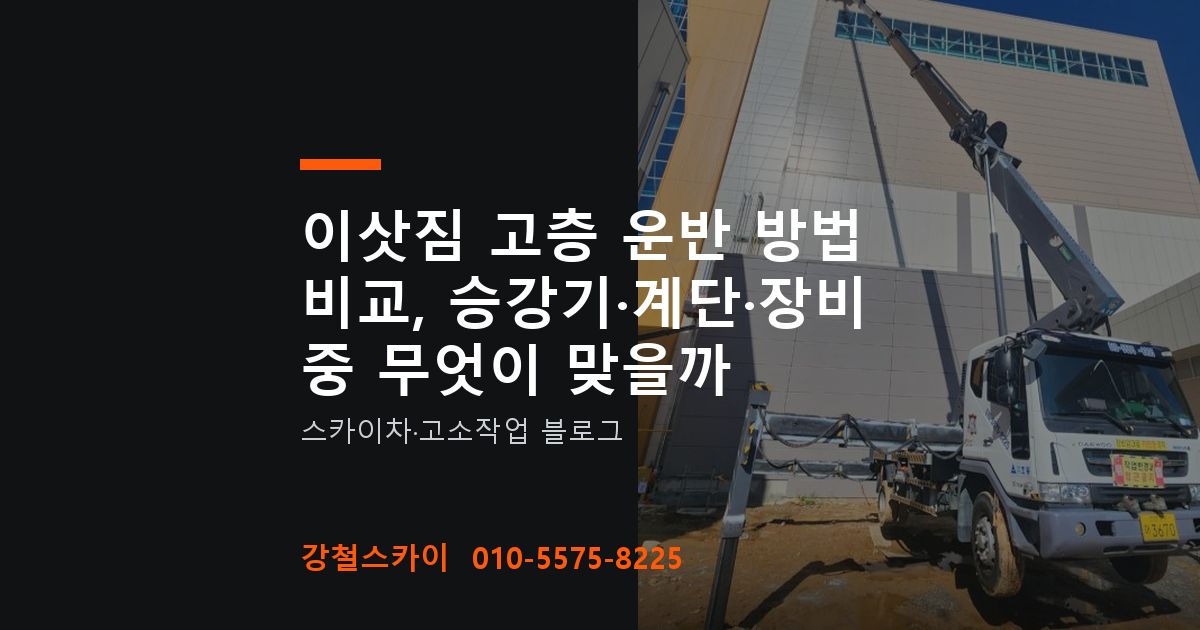 이삿짐 고층 운반 방법
비교, 승강기·계단·장비
중 무엇이 맞을까
스카이차·고소작업 블로그
강철스카이 010-5575-8225